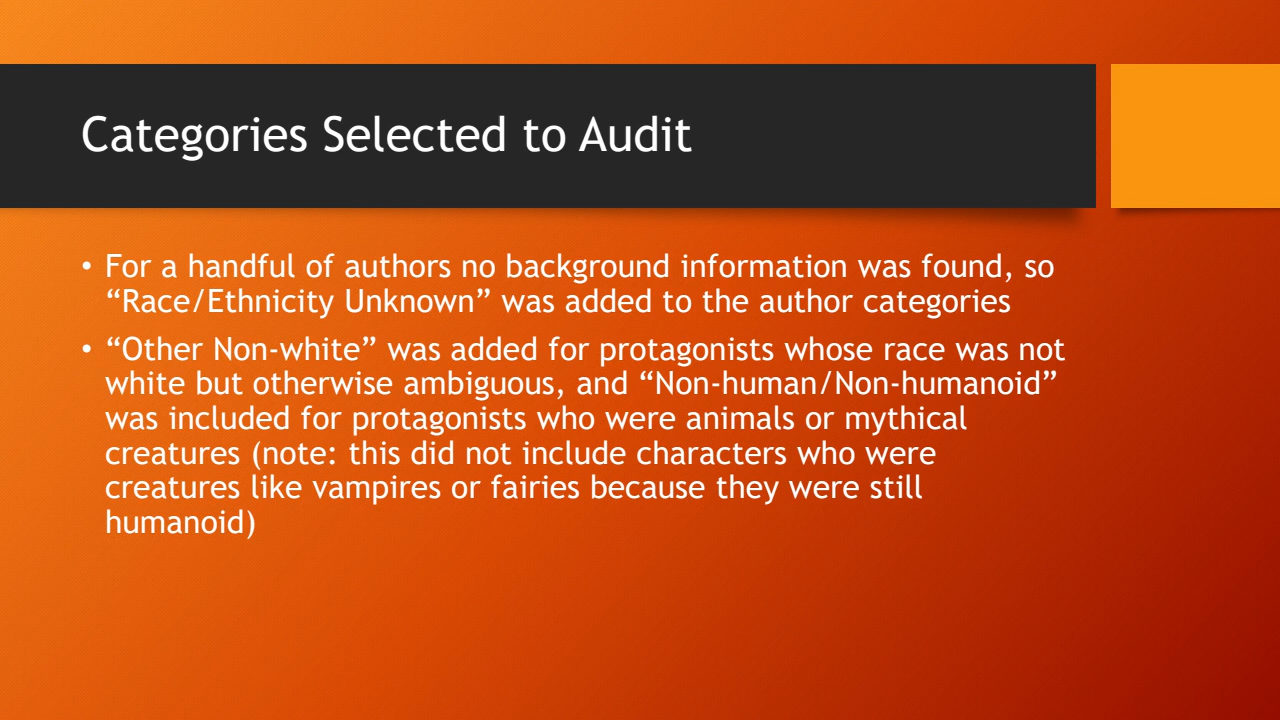 Categories Selected to Audit
• For a handful of authors no background information was found, so
“Race/Ethnicity Unknown” was added to the author categories
• “Other Non-white” was added for protagonists whose race was not
white but otherwise ambiguous, and “Non-human/Non-humanoid”
was included for protagonists who were animals or mythical
creatures (note: this did not include characters who were
creatures like vampires or fairies because they were still
humanoid)